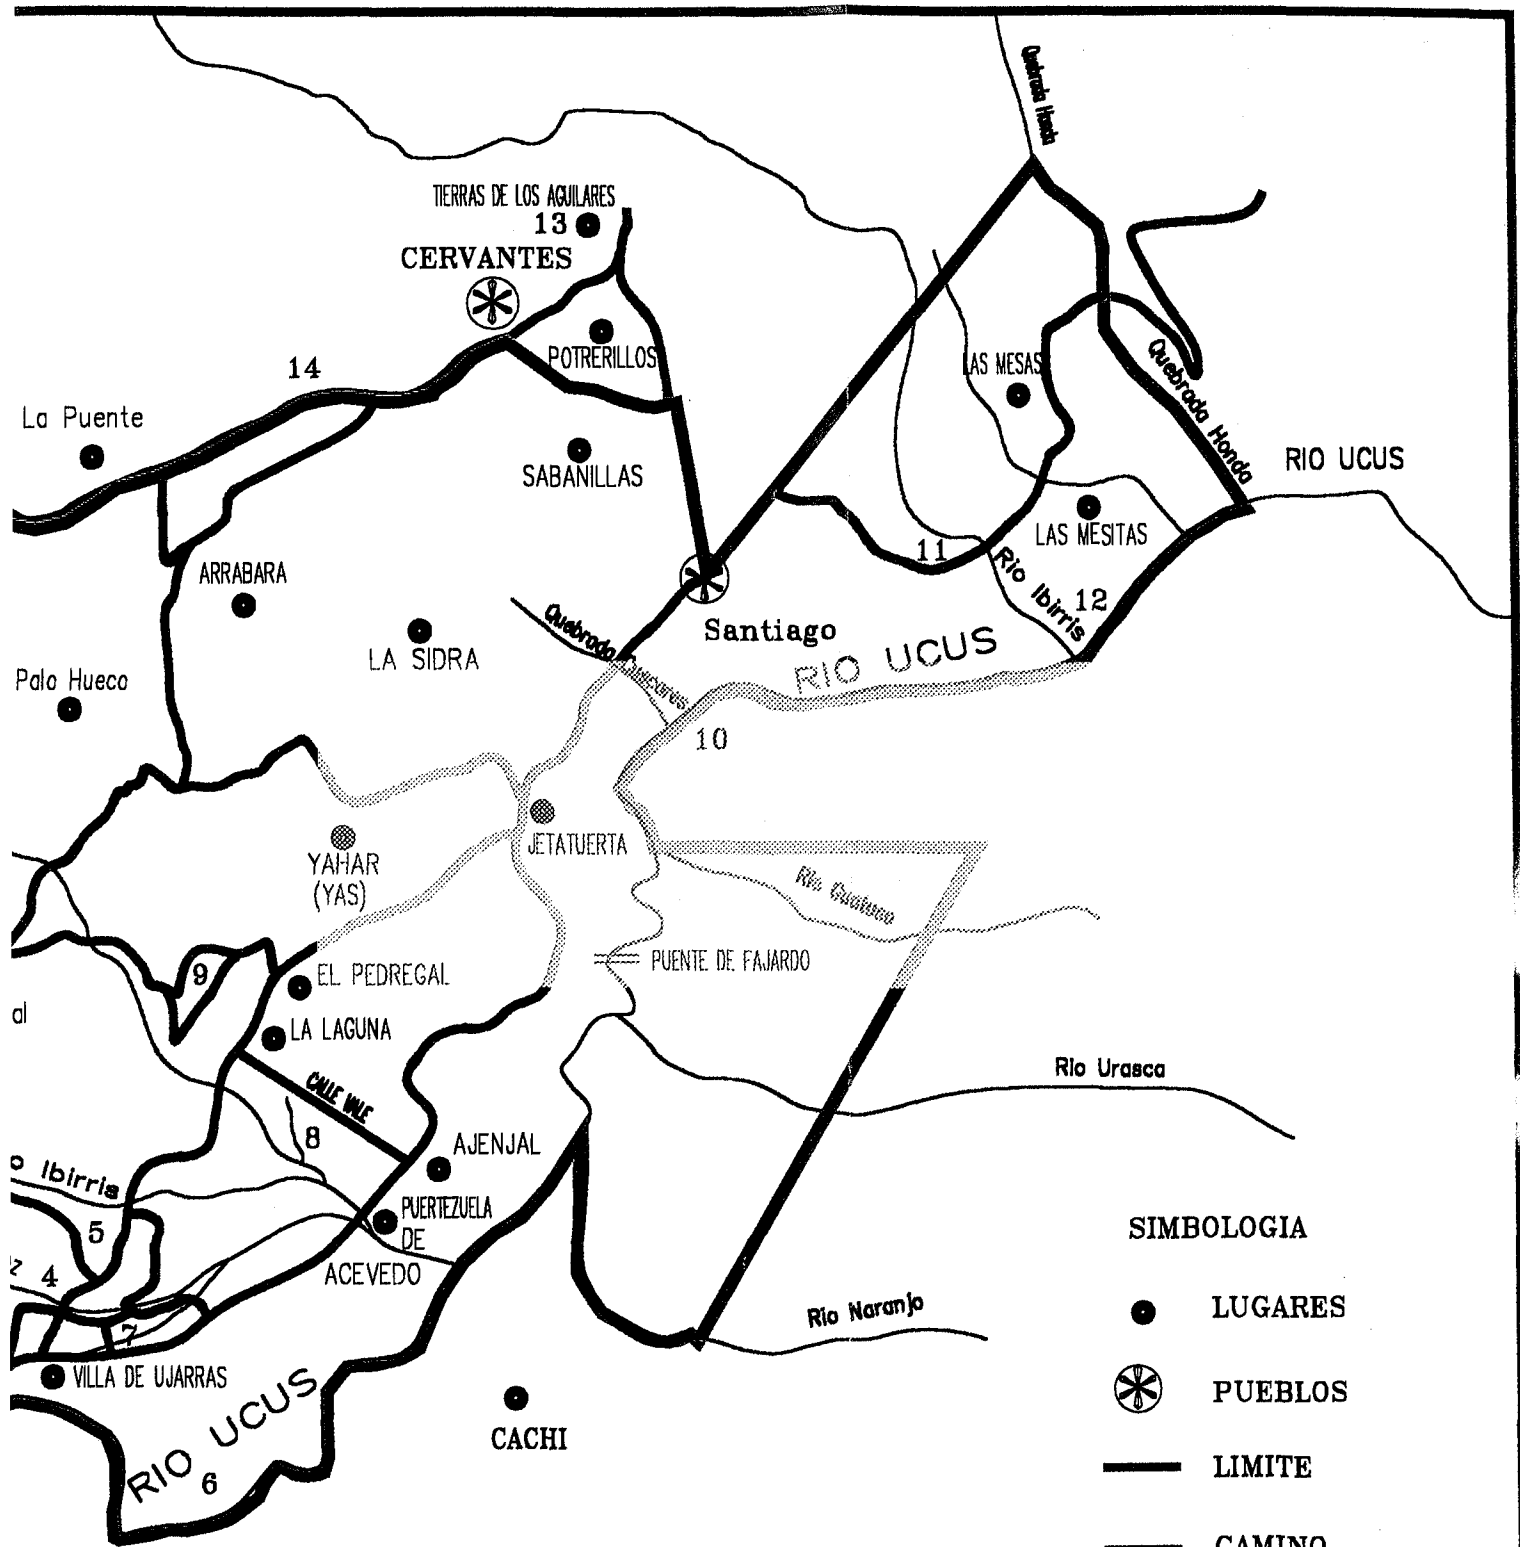 Quebrada Honda
TIERRAS DE LOS AGUILARES
13
CERVANTES
14
POTRERILLOS
LAS MESAS
Quebrada Honda
La Puente
SABANILLAS
RIO UCUS
LAS MESITAS
11
Rio Ibirris
12
ARRABARA
Quebrada
Santiago
LA SIDRA
RIO UCUS
Palo Hueco
10
JETATUERTA
YAHAR
(YAS)
Rio
PUENTE DE FAJARDO
9
EL PEDREGAL
al
LA LAGUNA
CALLE VALE
Rio Urasca
8
AJENJAL
o Ibirris
PUERTEZUELA
DE
ACEVEDO
5
SIMBOLOGIA
z
4
LUGARES
Rio Naranjo
7
VILLA DE UJARRAS
PUEBLOS
RIO UCUS
CACHI
LIMITE
6
CAMINO